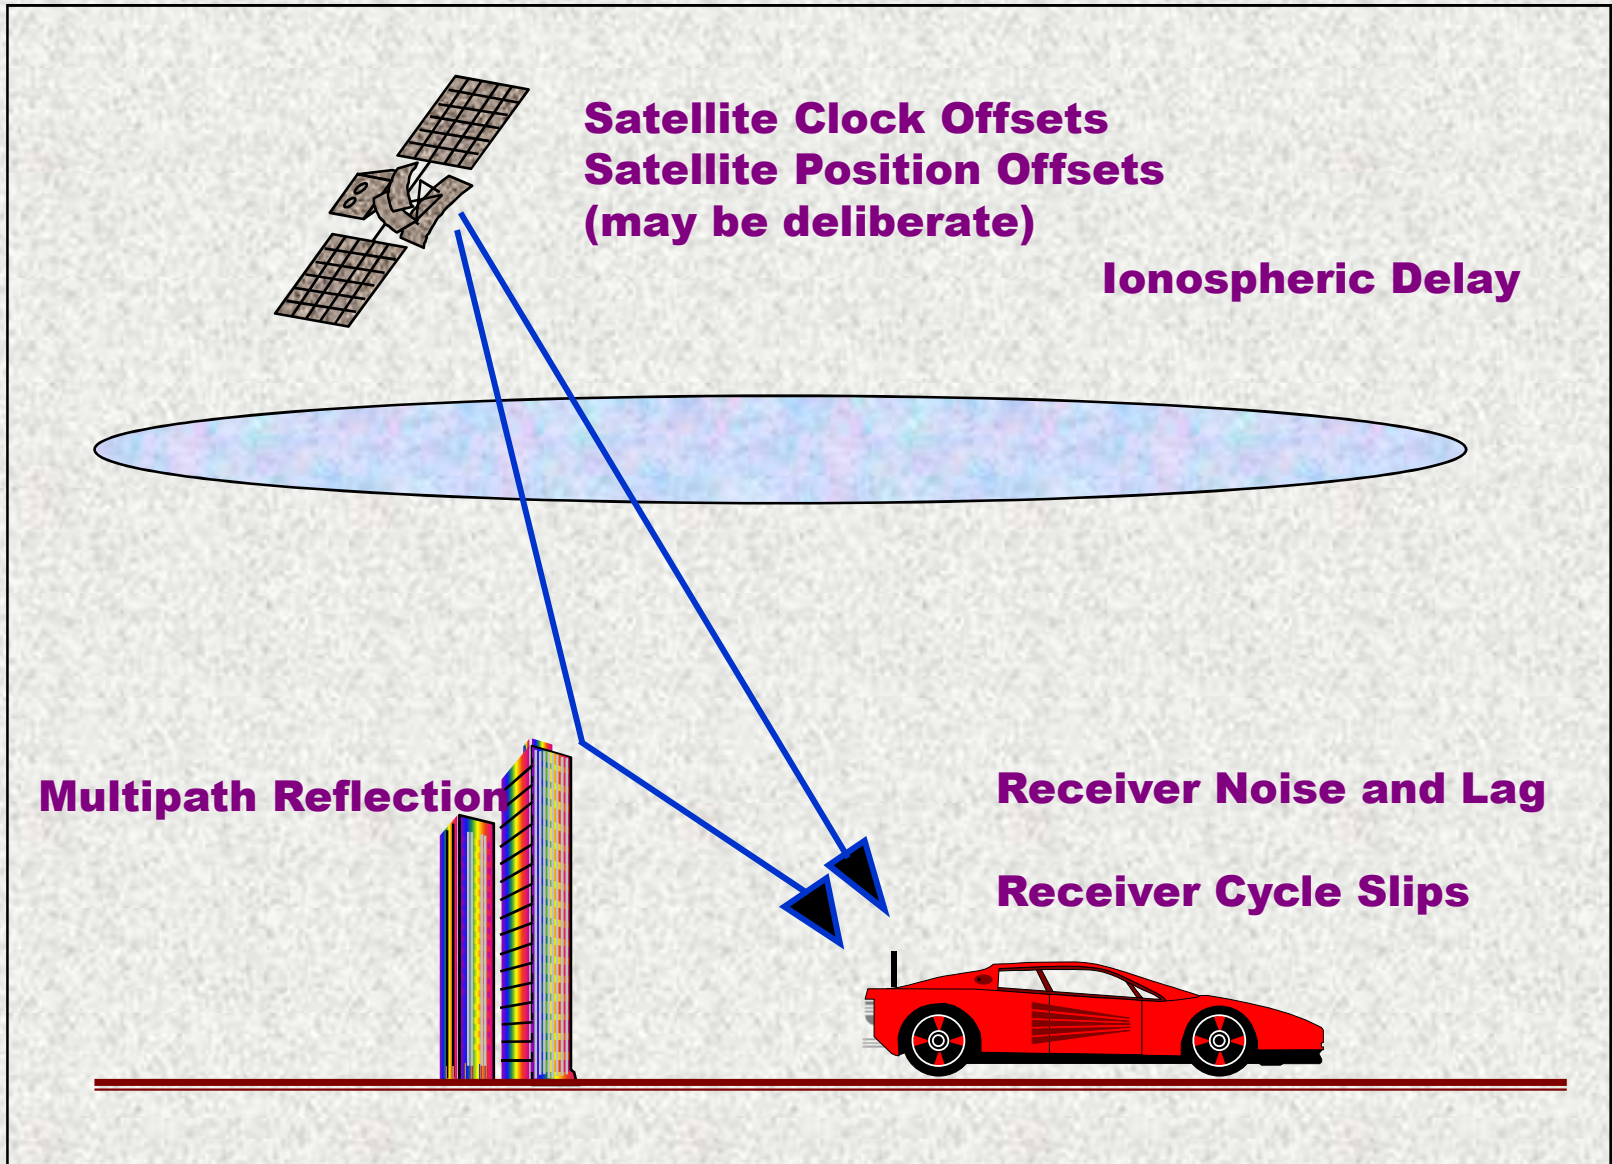 Satellite Clock Offsets
Satellite Position Offsets
(may be deliberate)
Ionospheric Delay
Multipath Reflection
Receiver Noise and Lag
Receiver Cycle Slips